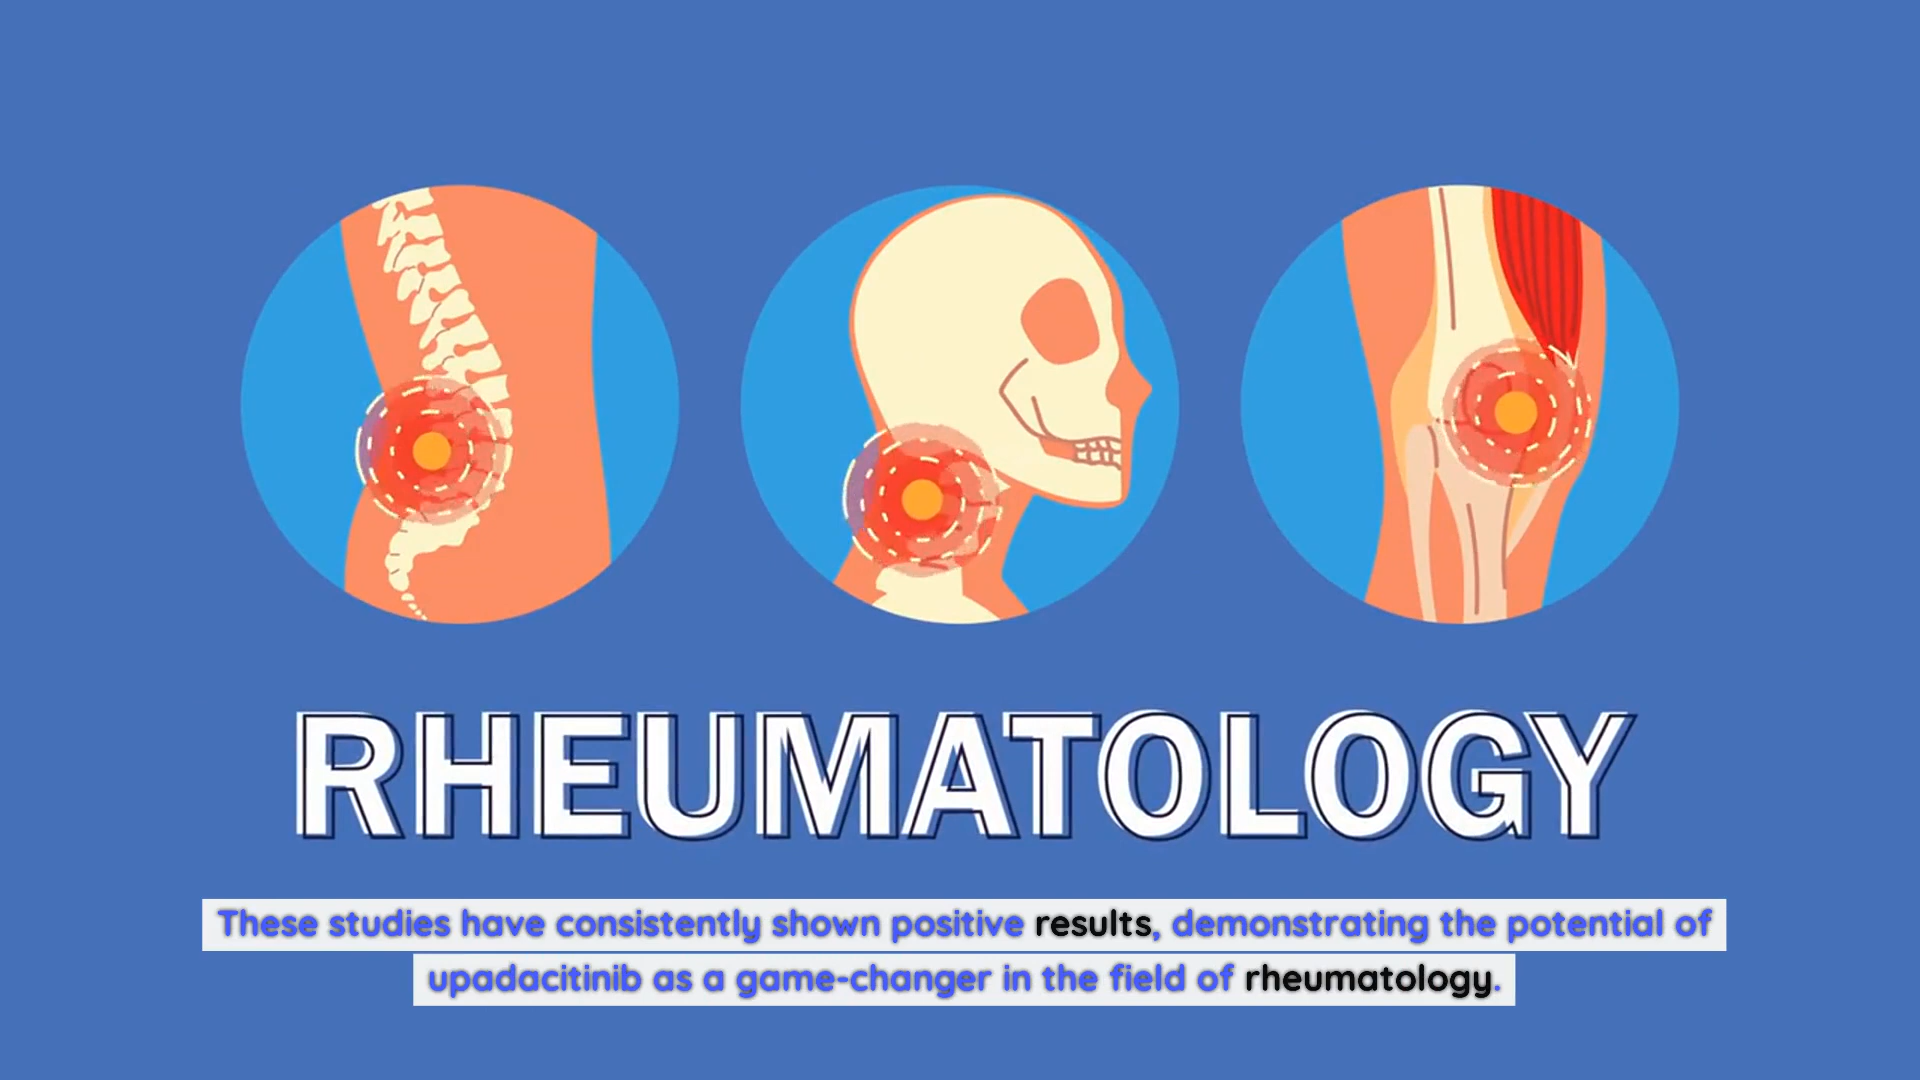 RHEUMATOLOGY
These studies have consistently shown positive results, demonstrating the potential of
upadacitinib as a game-changer in the field of rheumatology.